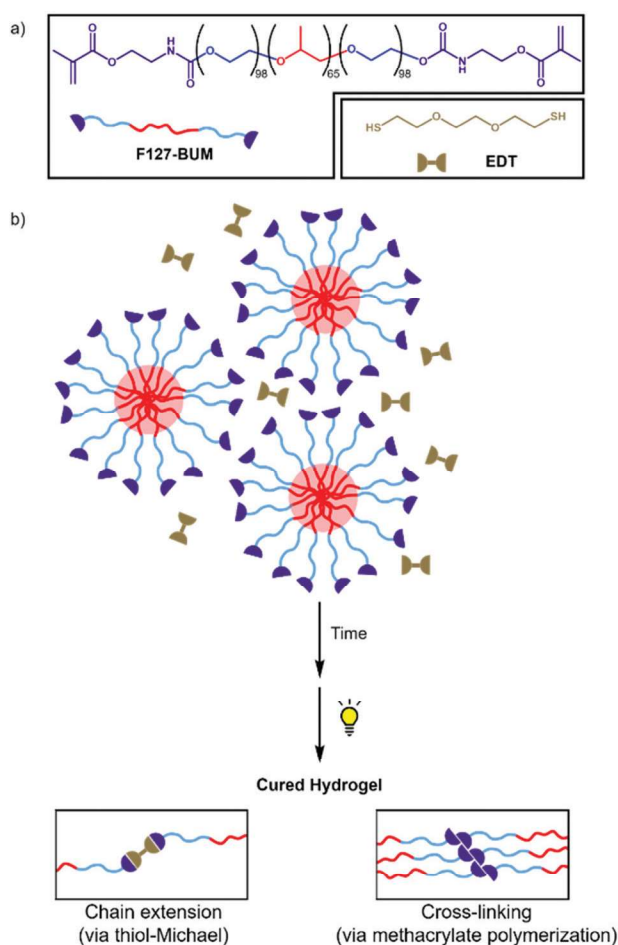 a)
O
O
N
H
O
O
98
O
65
O
98
O
O
N
H
O
O
F127-BUM
HS
O
O
SH
EDT
b)
Time
Cured Hydrogel
Chain extension
(via thiol-Michael)
Cross-linking
(via methacrylate polymerization)